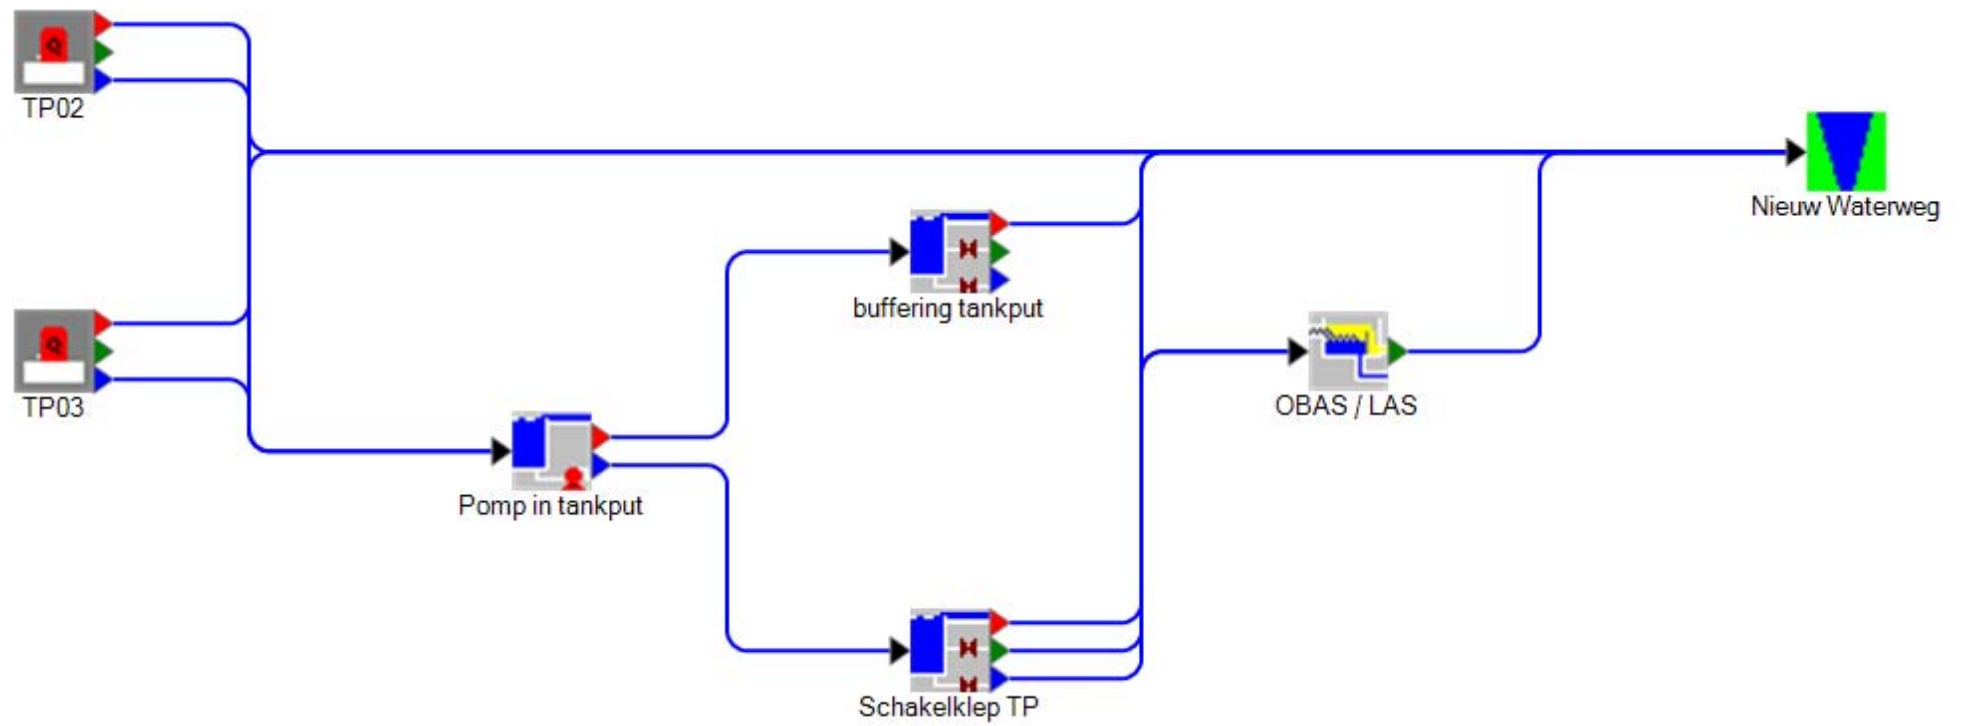 TP02
Nieuw Waterweg
buffering tankput
TP03
OBAS / LAS
Pomp in tankput
Schakelklep TP